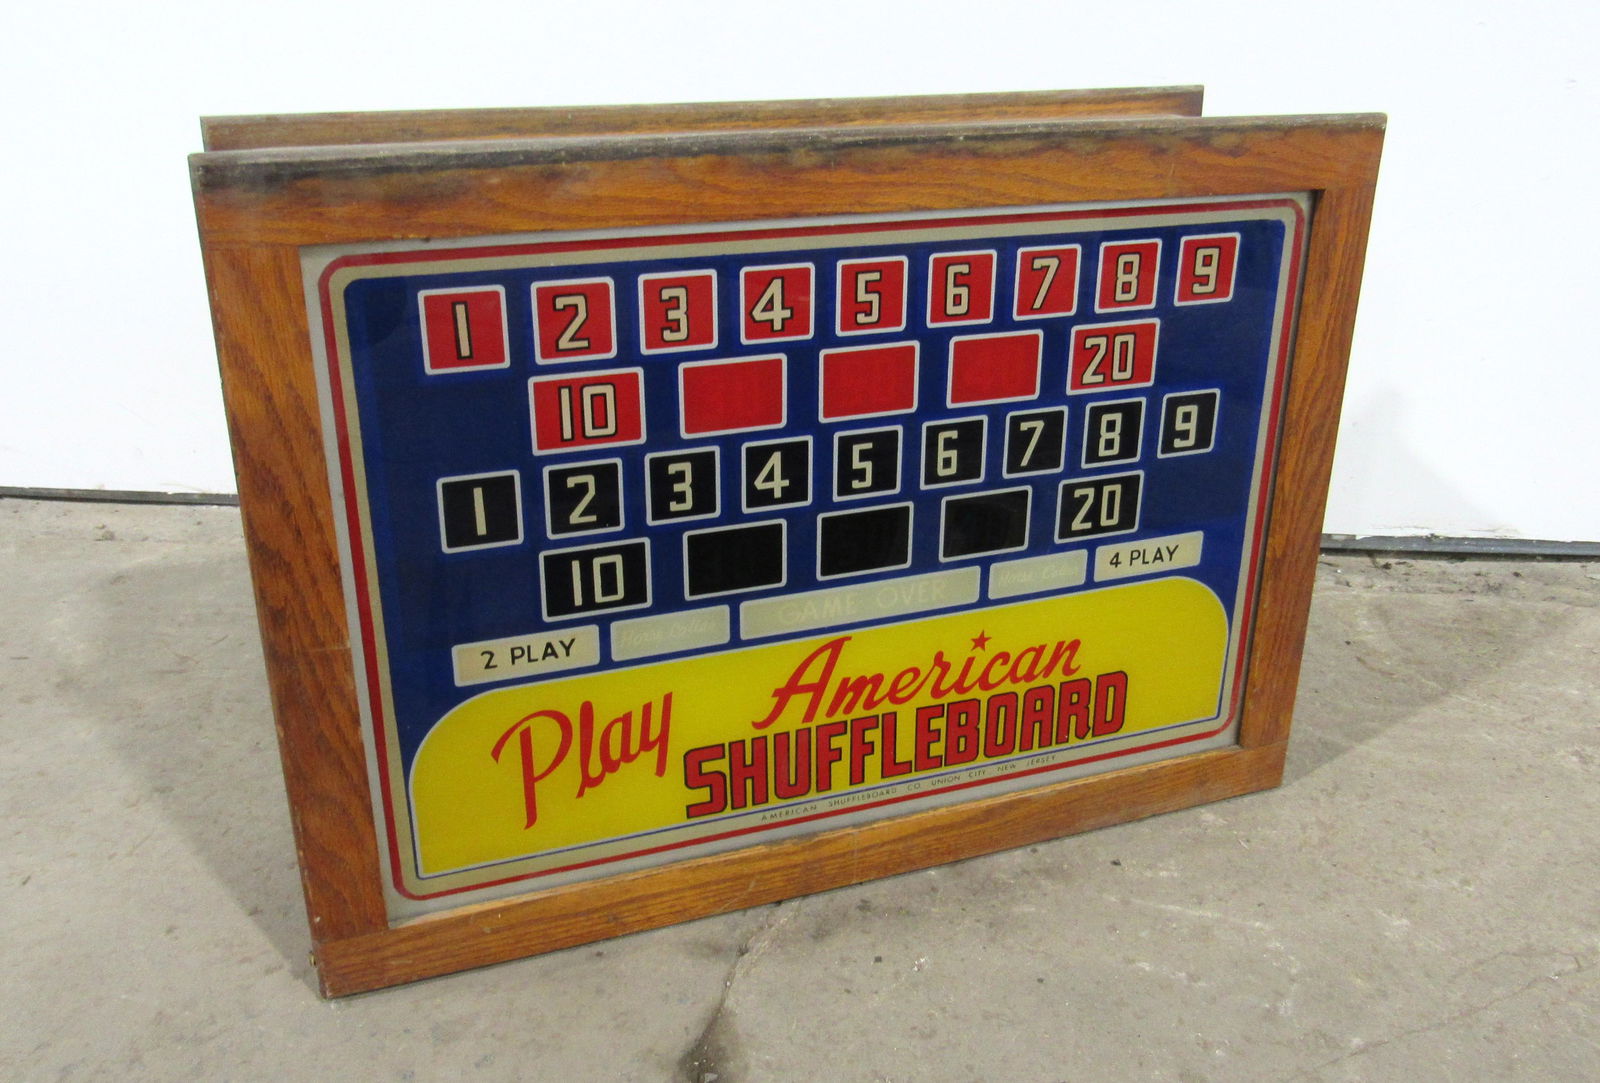 1 2 3 4 5 6 7 8 9
10 20
1 2 3 4 5 6 7 8 9
10 20
2 PLAY Horse Collar GAME OVER Horse Collar 4 PLAY
Play American
SHUFFLEBOARD
AMERICAN SHUFFLEBOARD CO. UNION CITY, NEW JERSEY